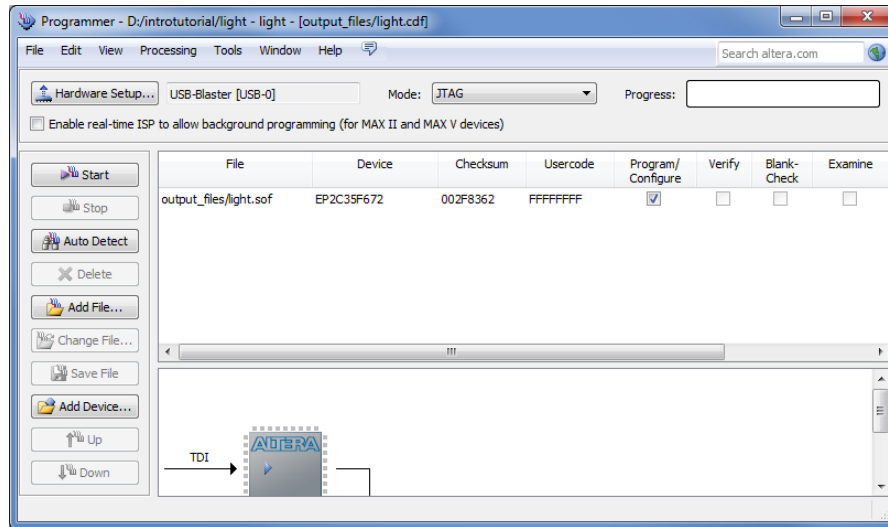 Programmer - D:/introtutorial/light - light - [output_files/light.cdf]
File Edit View Processing Tools Window Help
Search altera.com
Hardware Setup... USB-Blaster [USB-0] Mode: JTAG Progress:
Enable real-time ISP to allow background programming (for MAX II and MAX V devices)
File Device Checksum Usercode Program/ Verify Blank- Examine
Configure Check
output_files/light.sof EP2C35F672 002F8362 FFFFFFFF
Start
Stop
Auto Detect
Delete
Add File...
Change File...
Save File
Add Device...
Up
Down
ALTERA
TDI